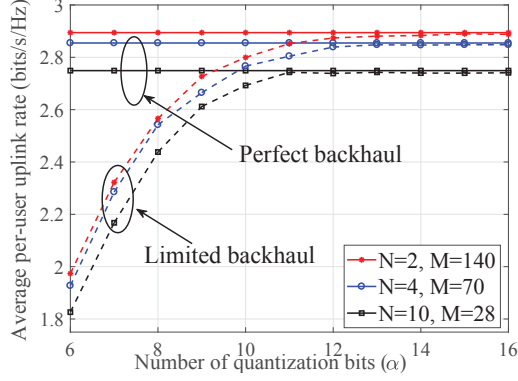 Average per-user uplink rate (bits/s/Hz)
2.8
2.6
2.4
2.2
2
1.8
Perfect backhaul
Limited backhaul
N=2, M=140
N=4, M=70
N=10, M=28
6 8 10 12 14 16
Number of quantization bits (α)